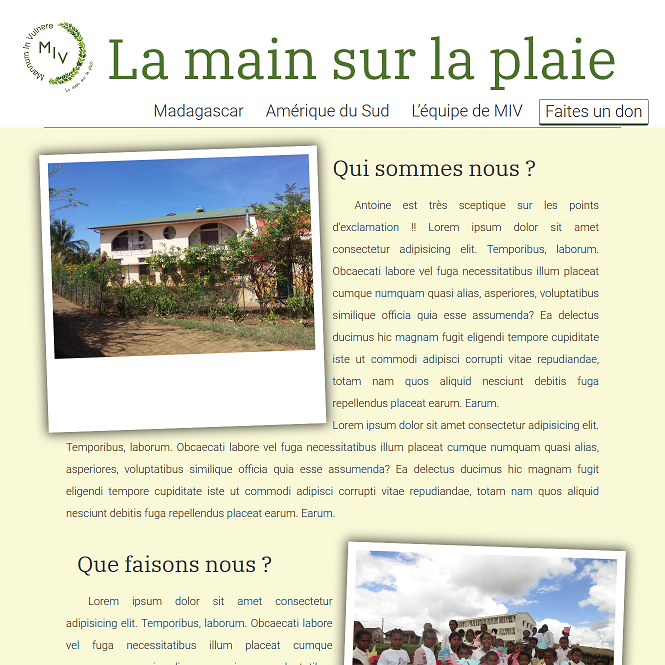 Manum In Vulnere
MIV
La main sur la plaie
La main sur la plaie
Madagascar Amérique du Sud L'équipe de MIV Faites un don
Qui sommes nous ?
Antoine est très sceptique sur les points
d'exclamation !! Lorem ipsum dolor sit amet
consectetur adipisicing elit. Temporibus, laborum.
Obcaecati labore vel fuga necessitatibus illum placeat
cumque numquam quasi alias, asperiores, voluptatibus
similique officia quia esse assumenda? Ea delectus
ducimus hic magnam fugit eligendi tempore cupiditate
iste ut commodi adipisci corrupti vitae repudiandae,
totam nam quos aliquid nesciunt debitis fuga
repellendus placeat earum. Earum.
Lorem ipsum dolor sit amet consectetur adipisicing elit.
Temporibus, laborum. Obcaecati labore vel fuga necessitatibus illum placeat cumque numquam quasi alias,
asperiores, voluptatibus similique officia quia esse assumenda? Ea delectus ducimus hic magnam fugit
eligendi tempore cupiditate iste ut commodi adipisci corrupti vitae repudiandae, totam nam quos aliquid
nesciunt debitis fuga repellendus placeat earum. Earum.
Que faisons nous ?
Lorem ipsum dolor sit amet consectetur
adipisicing elit. Temporibus, laborum. Obcaecati labore
vel fuga necessitatibus illum placeat cumque